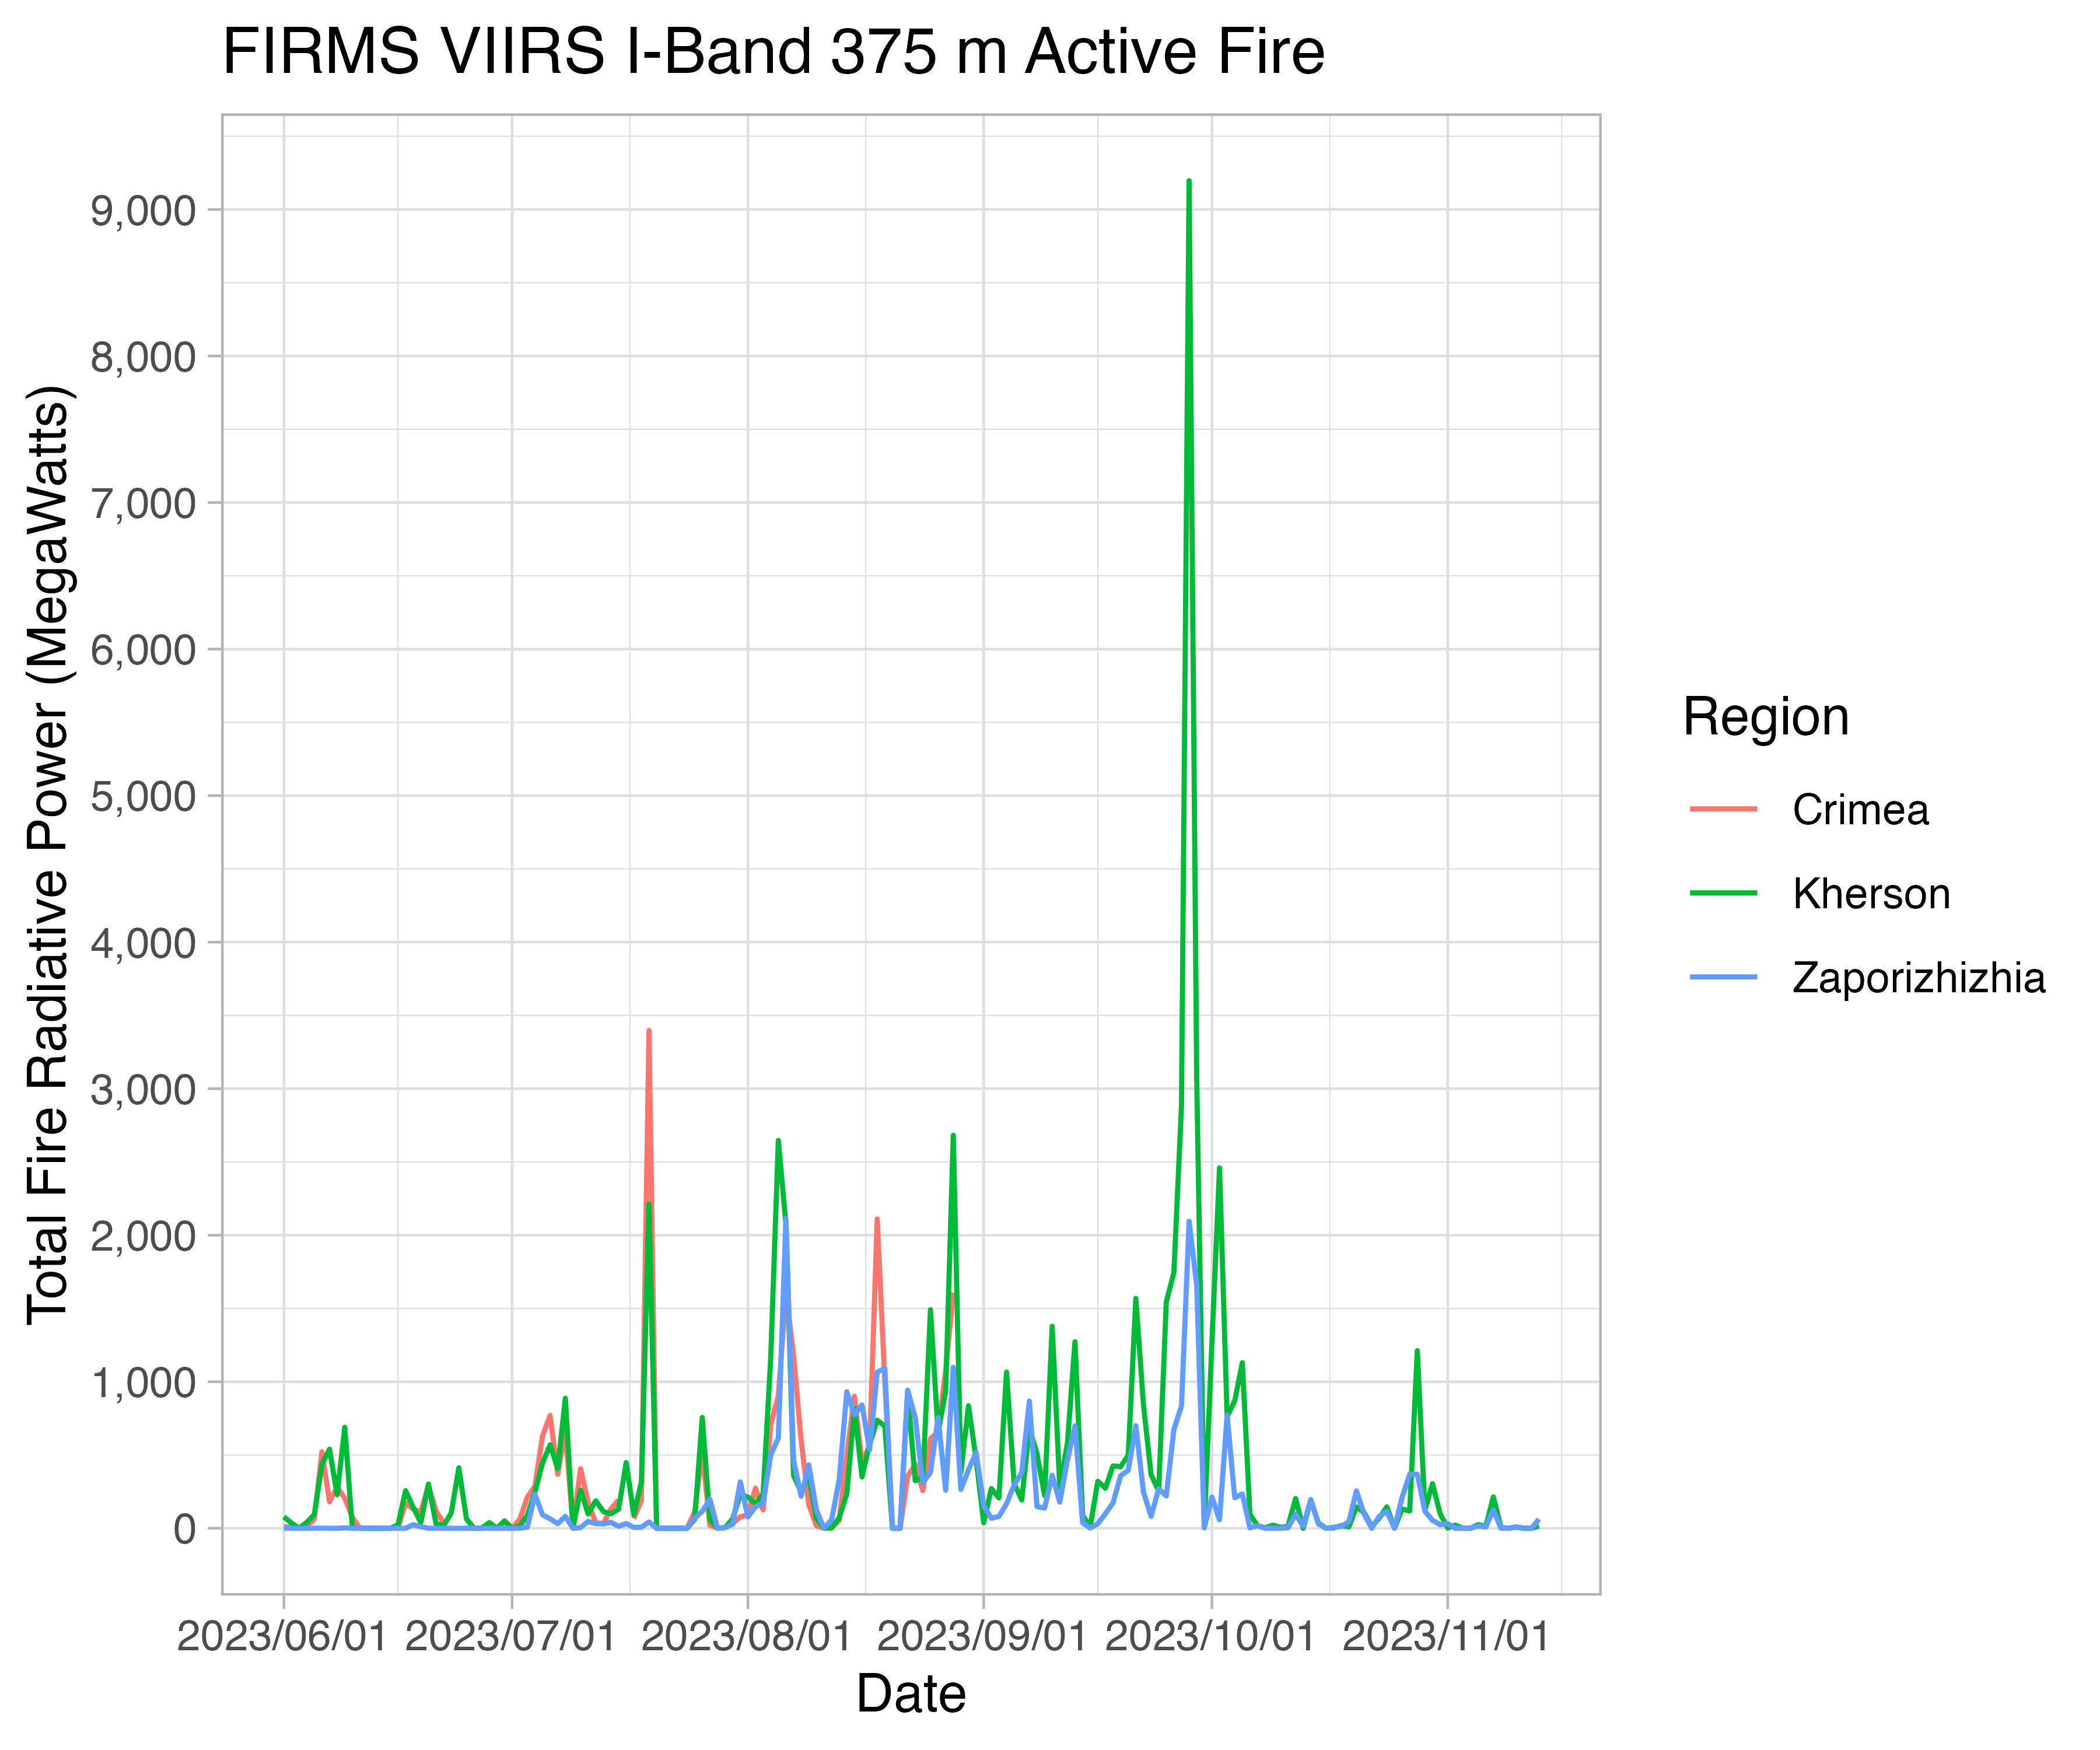 FIRMS VIIRS I-Band 375 m Active Fire
Total Fire Radiative Power (MegaWatts)
9,000
8,000
7,000
6,000
5,000
4,000
3,000
2,000
1,000
0
2023/06/01 2023/07/01 2023/08/01 2023/09/01 2023/10/01 2023/11/01
Date
Region
Crimea
Kherson
Zaporizhizhia